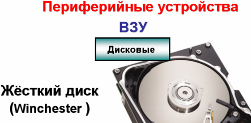 Периферийные устройства
ВЗУ
Дисковые
Жёсткий диск
(Winchester )